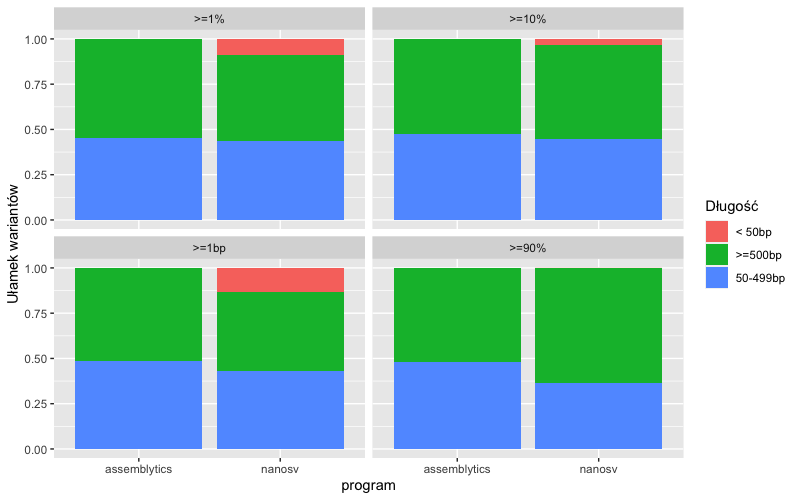 >=1%
>=10%
1.00
0.75
0.50
0.25
0.00
>=1bp
>=90%
1.00
0.75
0.50
0.25
0.00
assemblytics
nanosv
assemblytics
nanosv
program
Ułamek wariantów
Długość
< 50bp
>=500bp
50-499bp